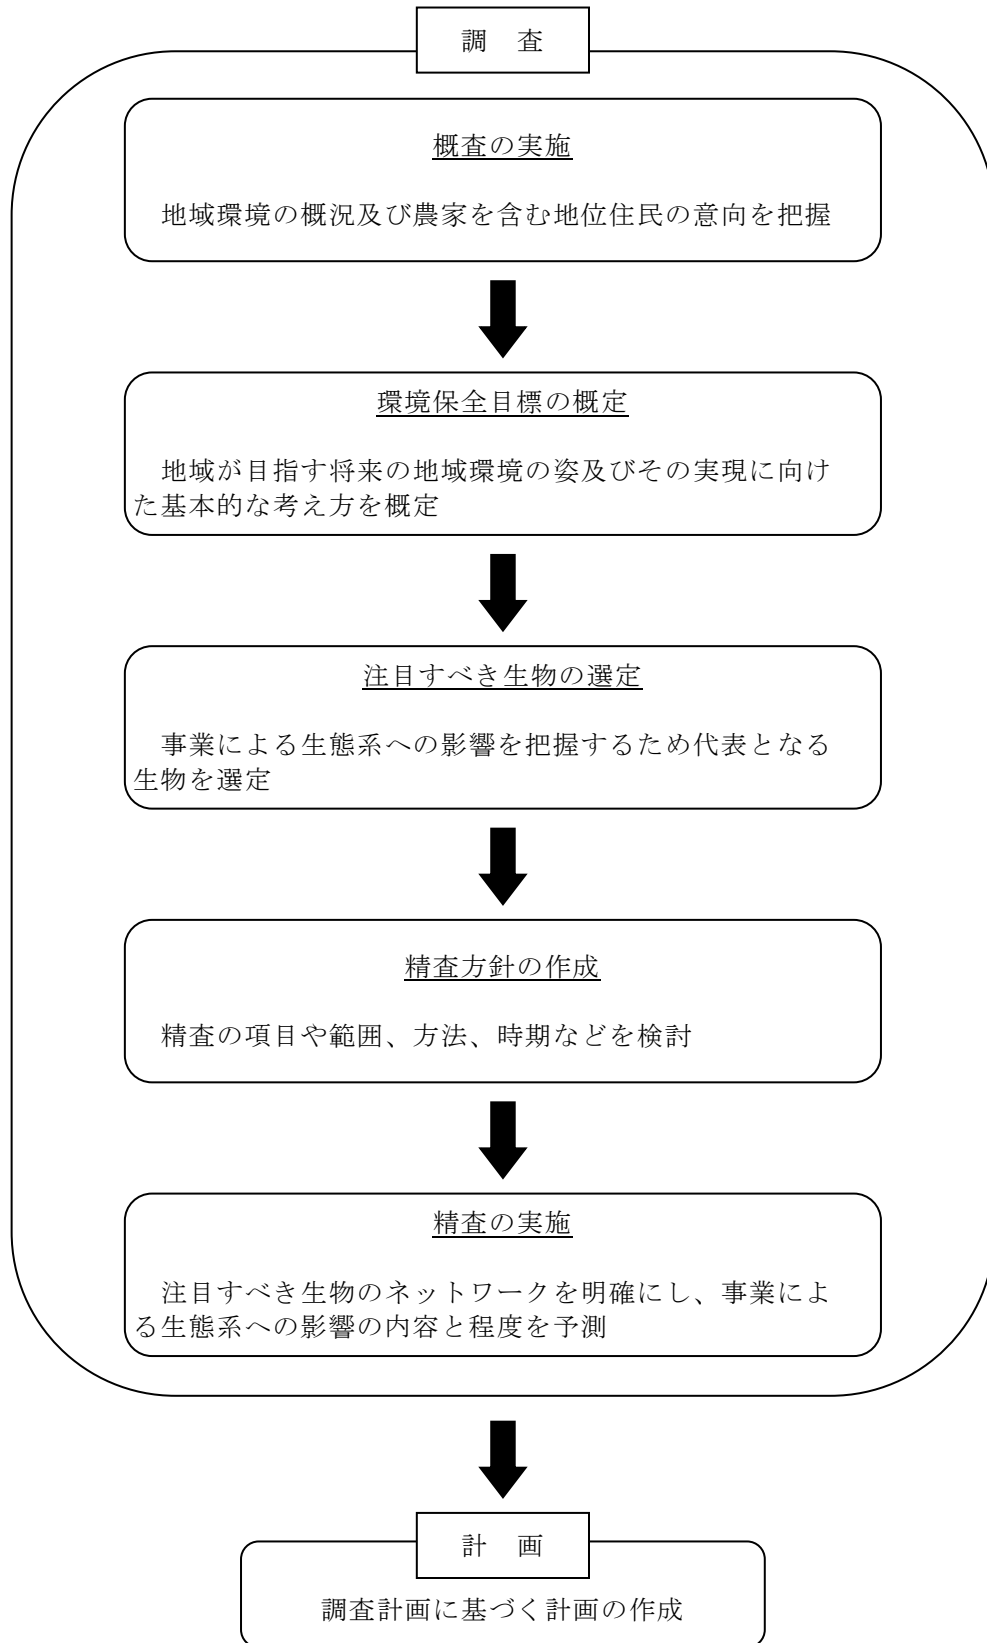 調　査
概査の実施
地域環境の概況及び農家を含む地位住民の意向を把握
環境保全目標の概定
地域が目指す将来の地域環境の姿及びその実現に向け
た基本的な考え方を概定
注目すべき生物の選定
事業による生態系への影響を把握するため代表となる
生物を選定
精査方針の作成
精査の項目や範囲、方法、時期などを検討
精査の実施
注目すべき生物のネットワークを明確にし、事業によ
る生態系への影響の内容と程度を予測
計　画
調査計画に基づく計画の作成